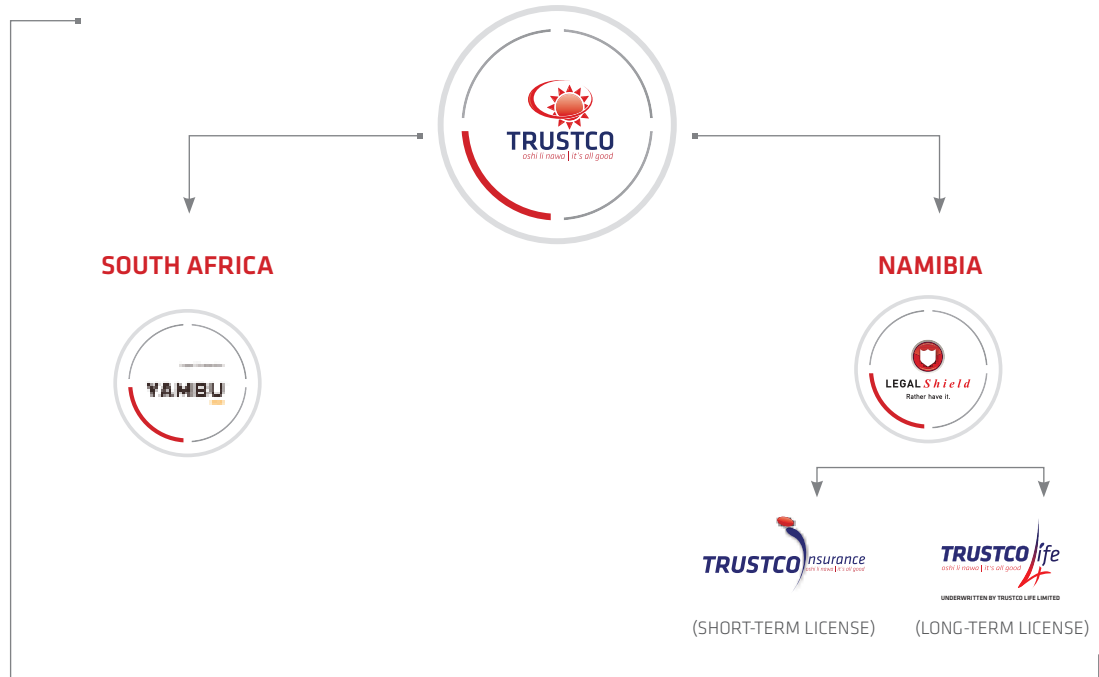 TRUSTCO
oshi li nawa | it's all good
SOUTH AFRICA
NAMIBIA
YAMBU
LEGAL Shield
Rather have it.
TRUSTCO Insurance
oshi li nawa | it's all good
TRUSTCO Life
oshi li nawa | it's all good
UNDERWRITTEN BY TRUSTCO LIFE LIMITED
(SHORT-TERM LICENSE)
(LONG-TERM LICENSE)